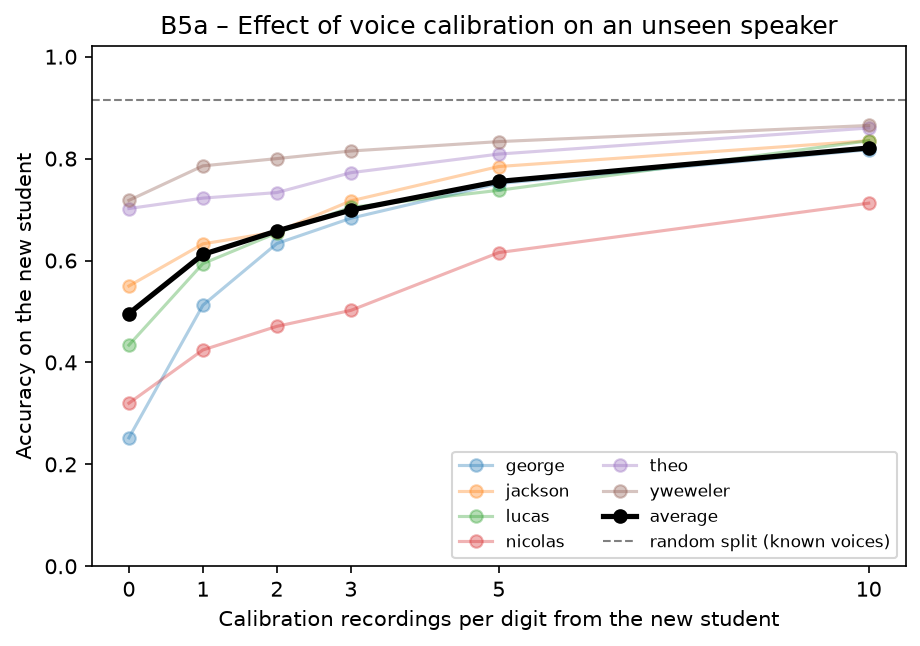 B5a – Effect of voice calibration on an unseen speaker
Accuracy on the new student
1.0
0.8
0.6
0.4
0.2
0.0
george
jackson
lucas
nicolas
theo
yweweler
average
random split (known voices)
0 1 2 3 5 10
Calibration recordings per digit from the new student